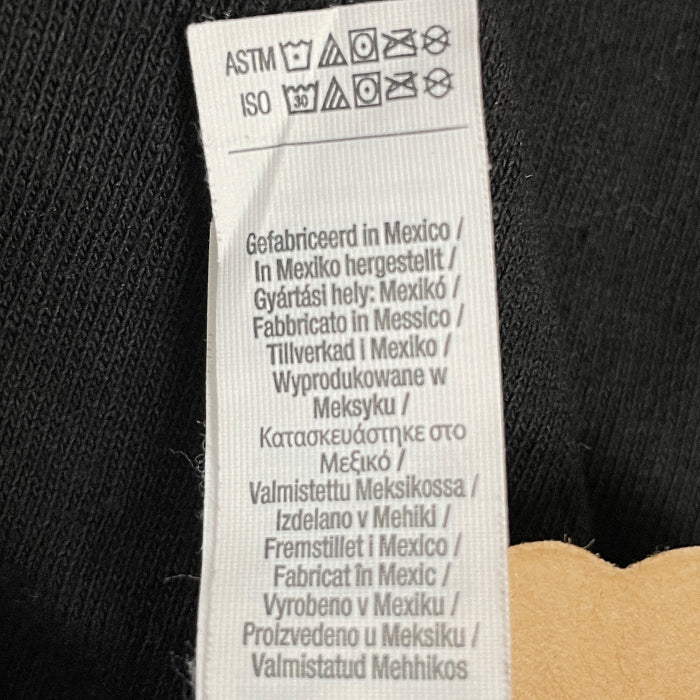 ASTM
ISO 30
Gefabriceerd in Mexico /
In Mexiko hergestellt /
Gyártási hely: Mexikó /
Fabbricato in Messico /
Tillverkad i Mexiko /
Wyprodukowane w
Meksyku /
Κατασκευάστηκε στο
Μεξικό /
Valmistettu Meksikossa /
Izdelano v Mehiki /
Fremstillet i Mexico /
Fabricat în Mexic /
Vyrobeno v Mexiku /
Proizvedeno u Meksiku /
Valmistatud Mehhikos